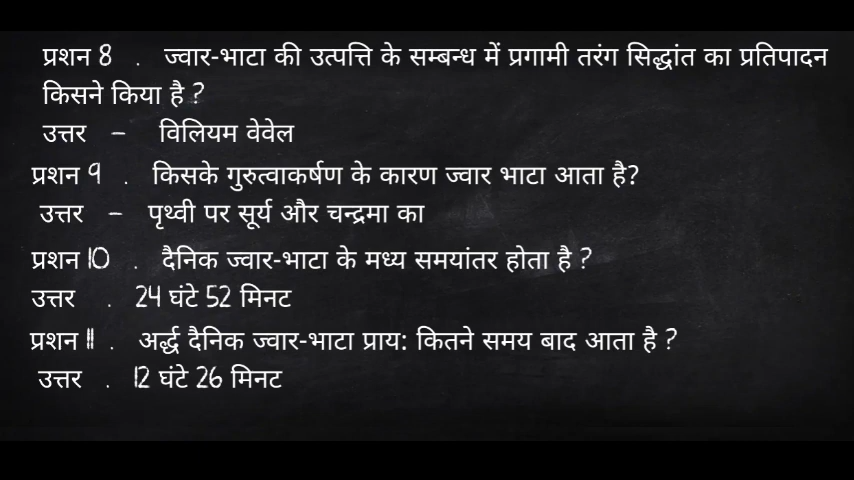 प्रशन 8 . ज्वार-भाटा की उत्पत्ति के सम्बन्ध में प्रगामी तरंग सिद्धांत का प्रतिपादन
किसने किया है ?
उत्तर – विलियम वेवेल
प्रशन 9 . किसके गुरुत्वाकर्षण के कारण ज्वार भाटा आता है?
उत्तर – पृथ्वी पर सूर्य और चन्द्रमा का
प्रशन 10 . दैनिक ज्वार-भाटा के मध्य समयांतर होता है ?
उत्तर . 24 घंटे 52 मिनट
प्रशन 11 . अर्द्ध दैनिक ज्वार-भाटा प्राय: कितने समय बाद आता है ?
उत्तर . 12 घंटे 26 मिनट